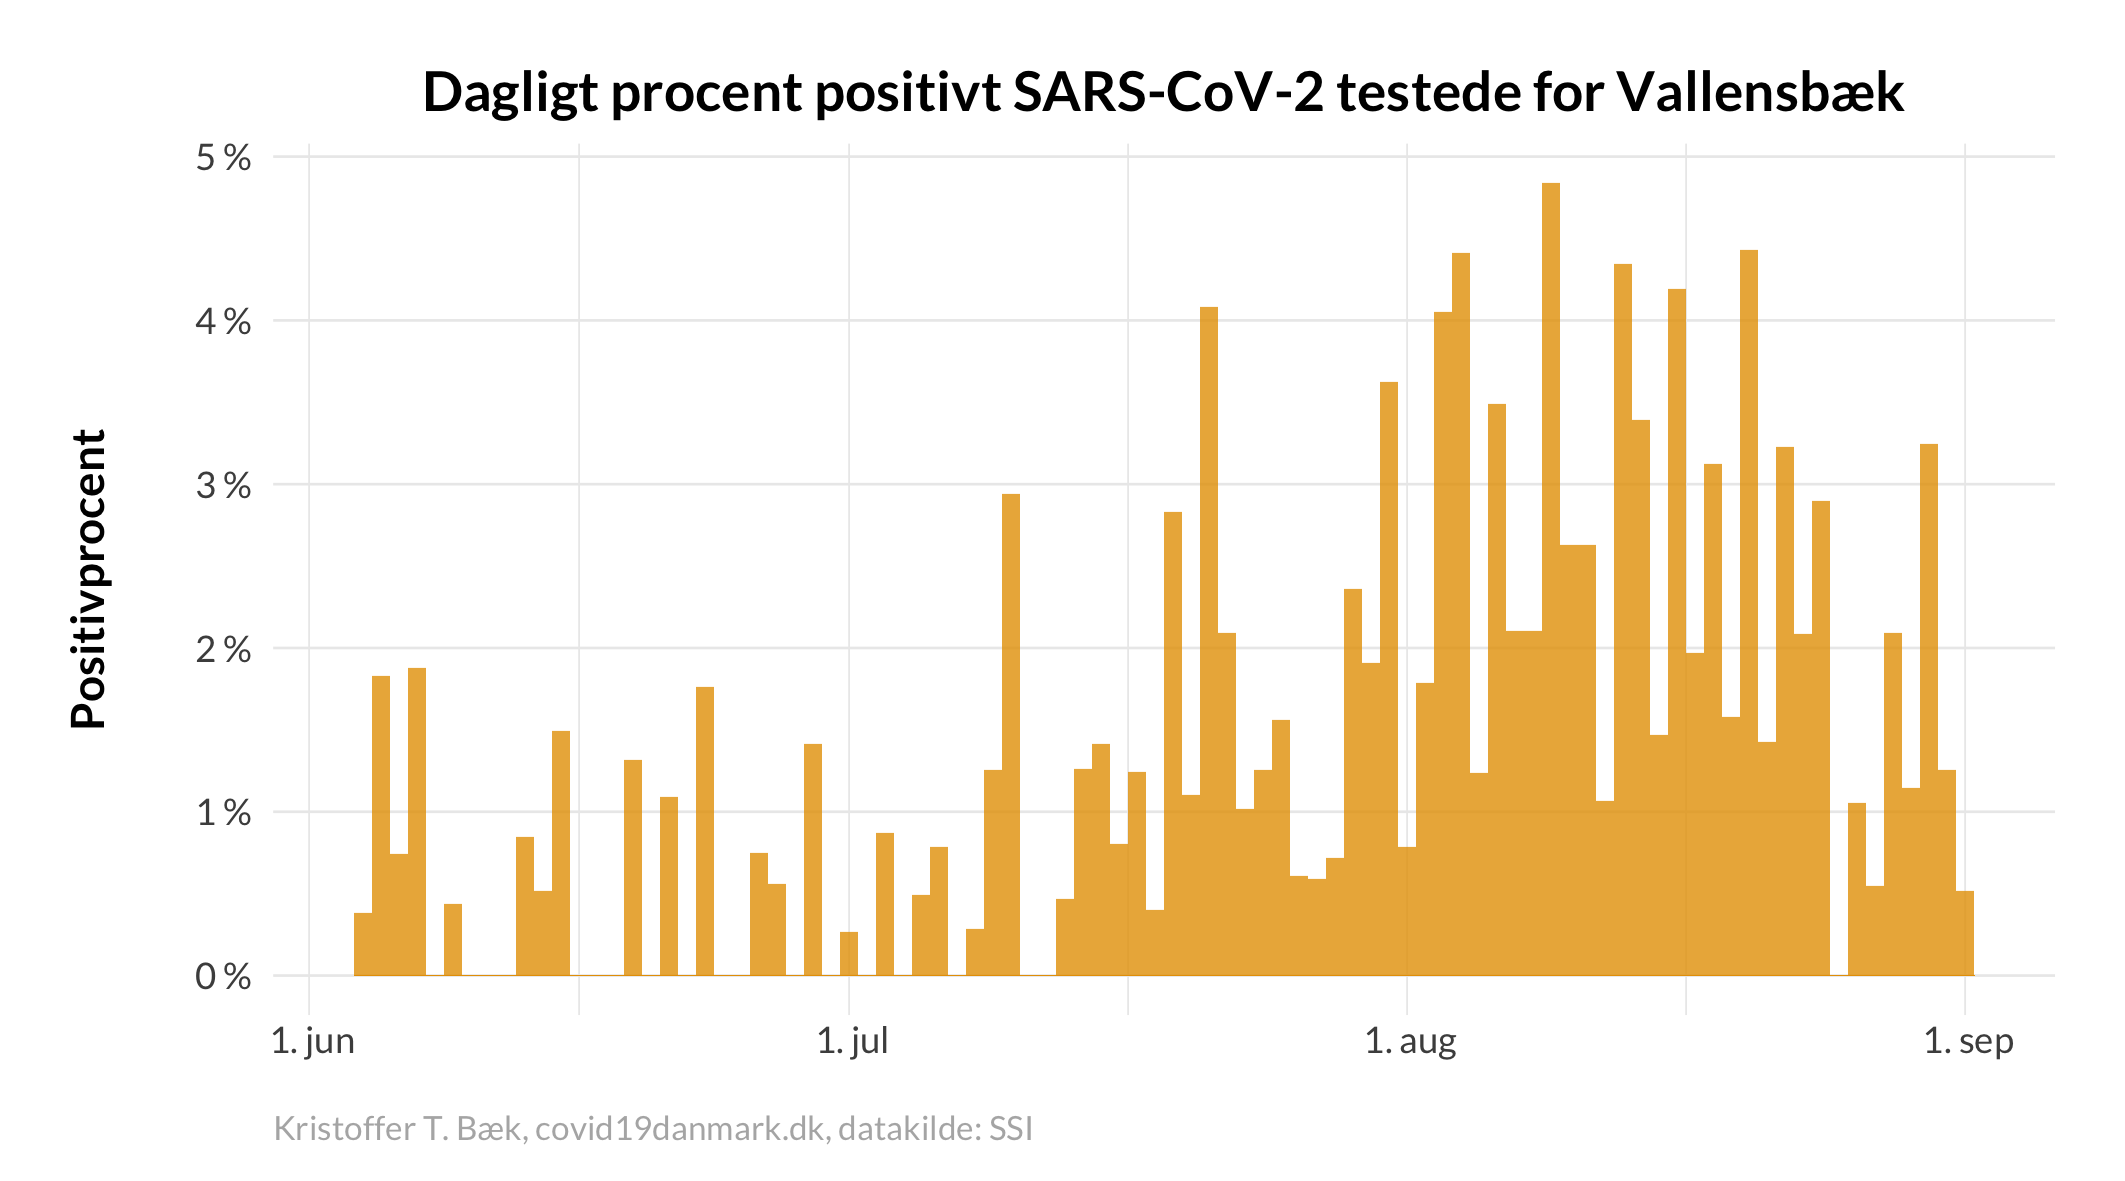 Dagligt procent positivt SARS-CoV-2 testede for Vallensbæk
Positivprocent
5 %
4 %
3 %
2 %
1 %
0 %
1. jun
1. jul
1. aug
1. sep
Kristoffer T. Bæk, covid19danmark.dk, datakilde: SSI